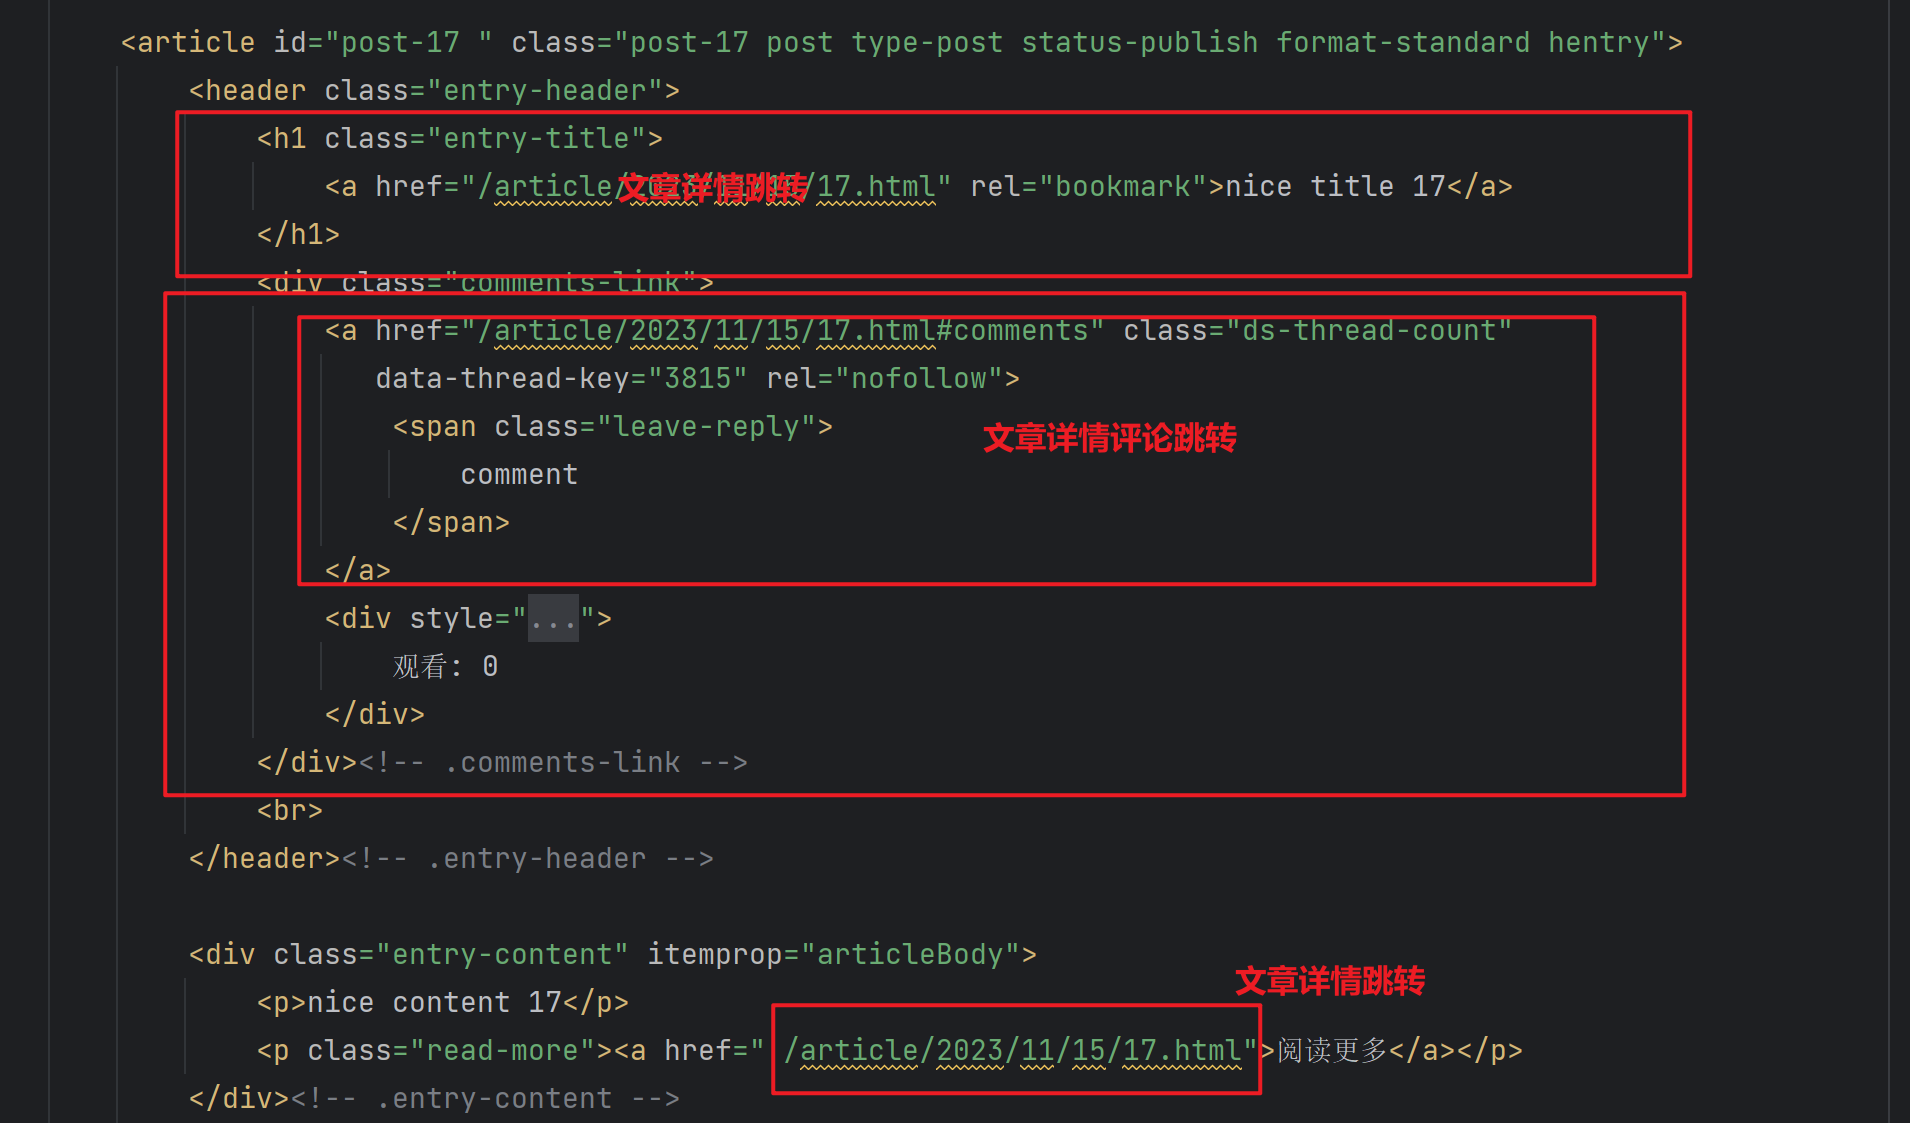 <article id="post-17 " class="post-17 post type-post status-publish format-standard hentry">
<header class="entry-header">
<h1 class="entry-title">
<a href="/article/2023/11/15/17.html" rel="bookmark">nice title 17</a>
文章详情跳转
</h1>
<div class="comments-link">
<a href="/article/2023/11/15/17.html#comments" class="ds-thread-count"
data-thread-key="3815" rel="nofollow">
<span class="leave-reply">
文章详情评论跳转
comment
</span>
</a>
<div style="...">
观看: 0
</div>
</div><!-- .comments-link -->
<br>
</header><!-- .entry-header -->
<div class="entry-content" itemprop="articleBody">
文章详情跳转
<p>nice content 17</p>
<p class="read-more"><a href=" /article/2023/11/15/17.html">阅读更多</a></p>
</div><!-- .entry-content -->